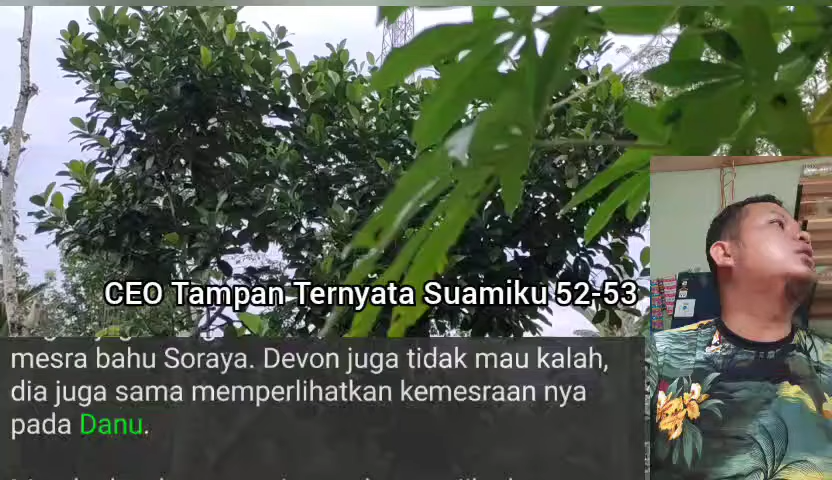 CEO Tampan Ternyata Suamiku 52-53
mesra bahu Soraya. Devon juga tidak mau kalah,
dia juga sama memperlihatkan kemesraan nya
pada Danu.